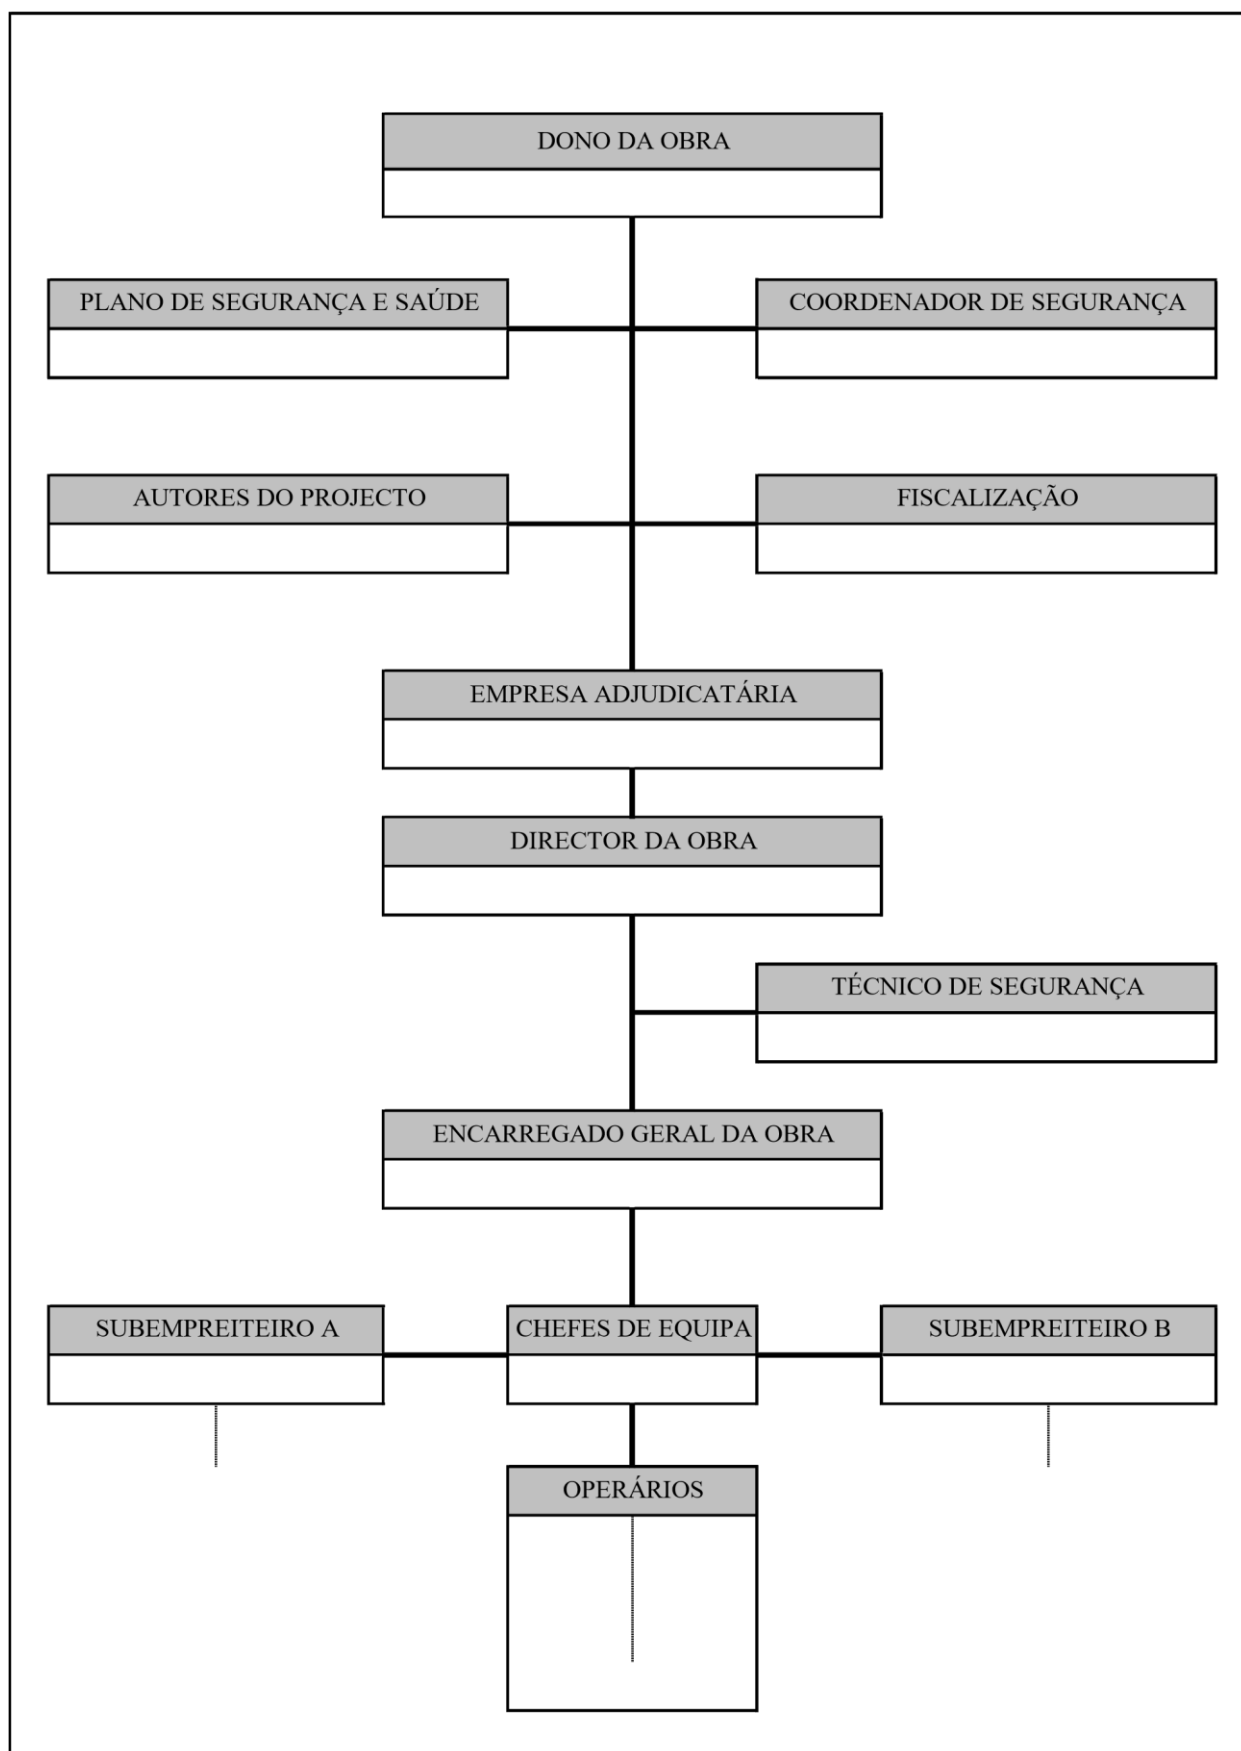 DONO DA OBRA
PLANO DE SEGURANÇA E SAÚDE
COORDENADOR DE SEGURANÇA
AUTORES DO PROJECTO
FISCALIZAÇÃO
EMPRESA ADJUDICATÁRIA
DIRECTOR DA OBRA
TÉCNICO DE SEGURANÇA
ENCARREGADO GERAL DA OBRA
SUBEMPREITEIRO A
CHEFES DE EQUIPA
SUBEMPREITEIRO B
OPERÁRIOS